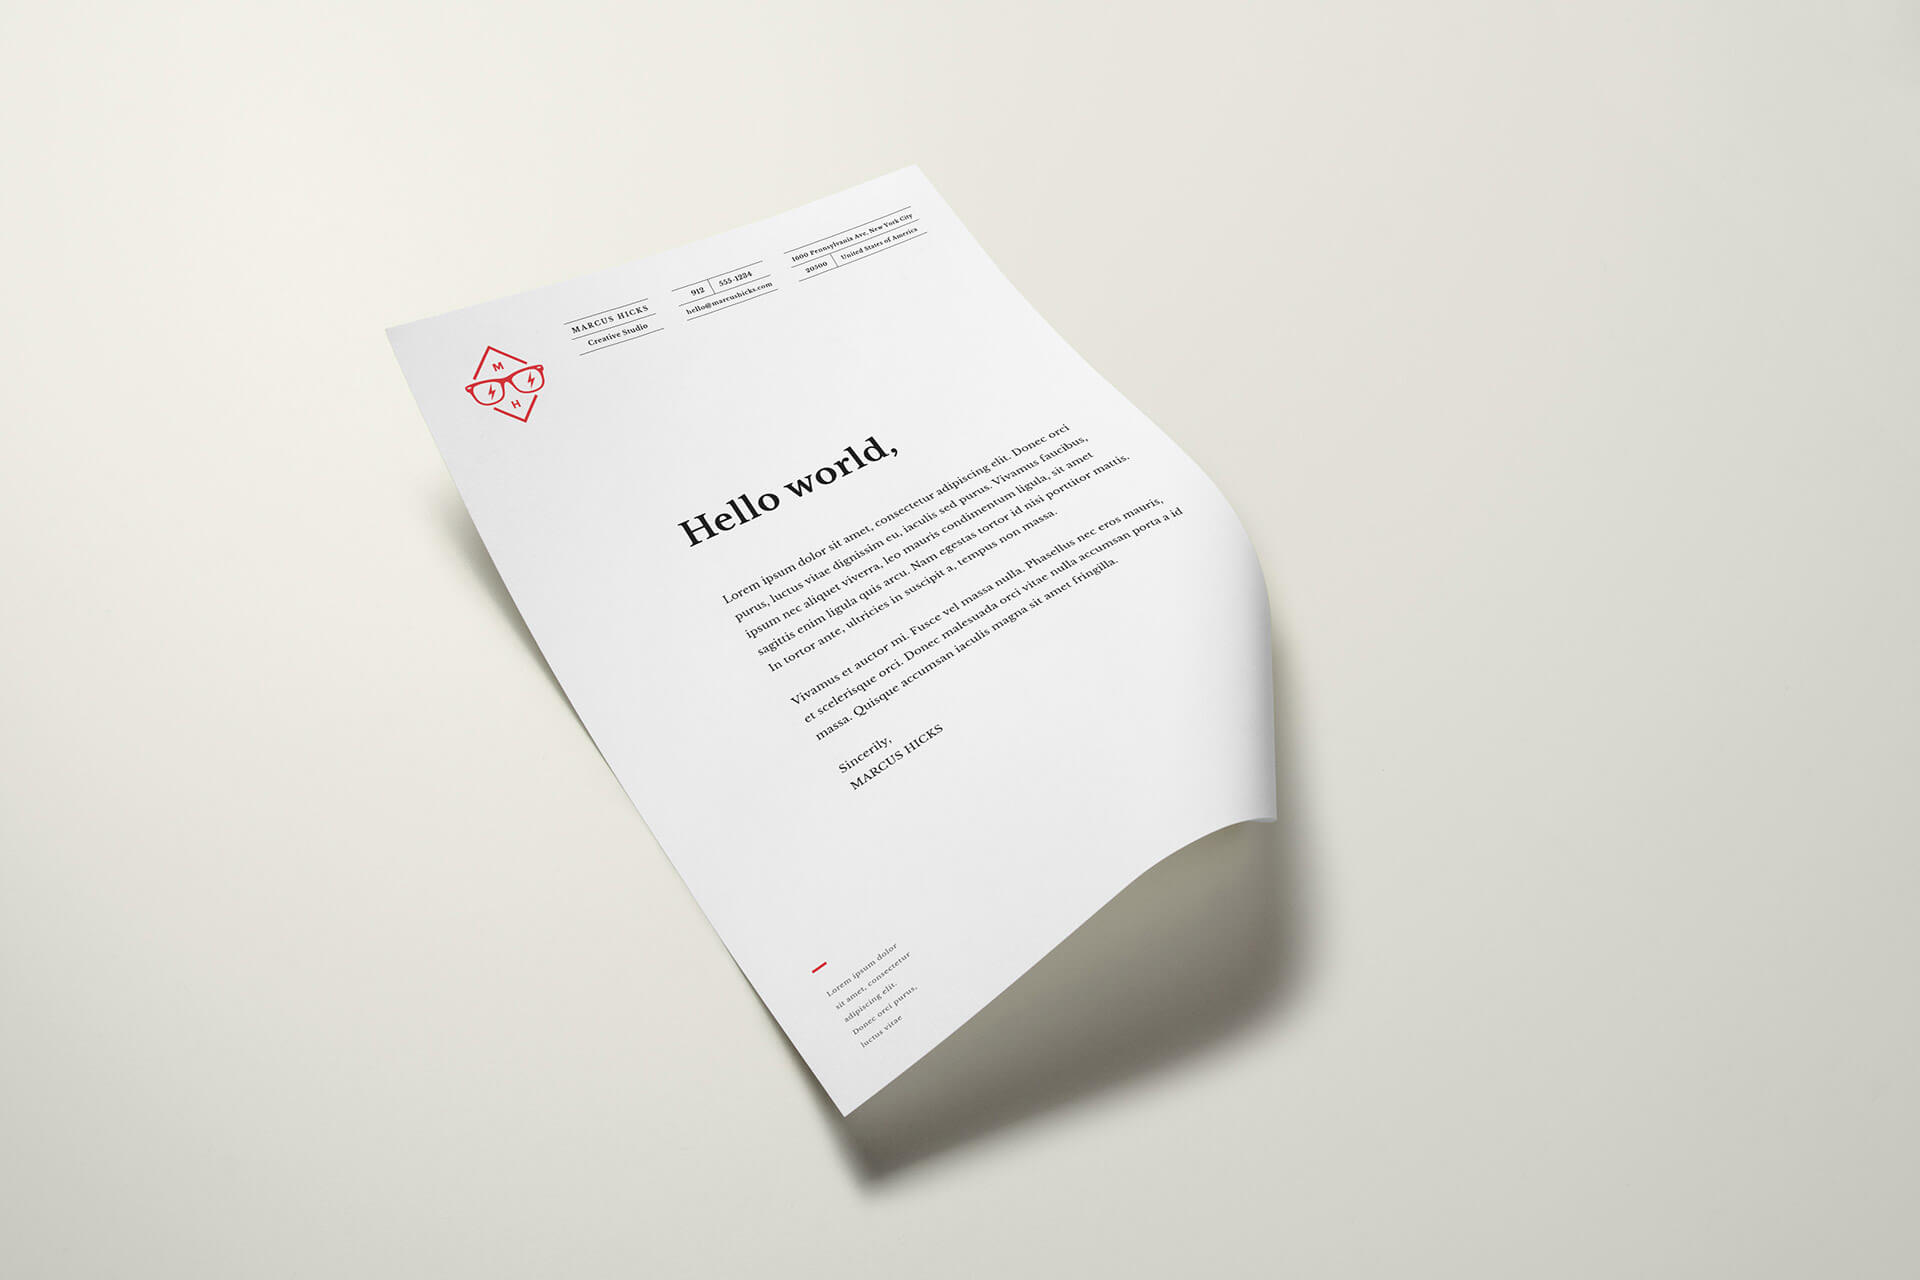 M
H
MARCUS HICKS
Creative Studio
912 555-1234
hello@marcushicks.com
1600 Pennsylvania Ave, New York City
20500 United States of America
Hello world,
Lorem ipsum dolor sit amet, consectetur adipiscing elit. Donec orci
purus, luctus vitae dignissim eu, iaculis sed purus. Vivamus faucibus,
ipsum nec aliquet viverra, leo mauris condimentum ligula, sit amet
sagittis enim ligula quis arcu. Nam egestas tortor id nisi porttitor mattis.
In tortor ante, ultricies in suscipit a, tempus non massa.
Vivamus et auctor mi. Fusce vel massa nulla. Phasellus nec eros mauris,
et scelerisque orci. Donec malesuada orci vitae nulla accumsan porta a id
massa. Quisque accumsan iaculis magna sit amet fringilla.
Sincerily,
MARCUS HICKS
Lorem ipsum dolor
sit amet, consectetur
adipiscing elit.
Donec orci purus,
luctus vitae